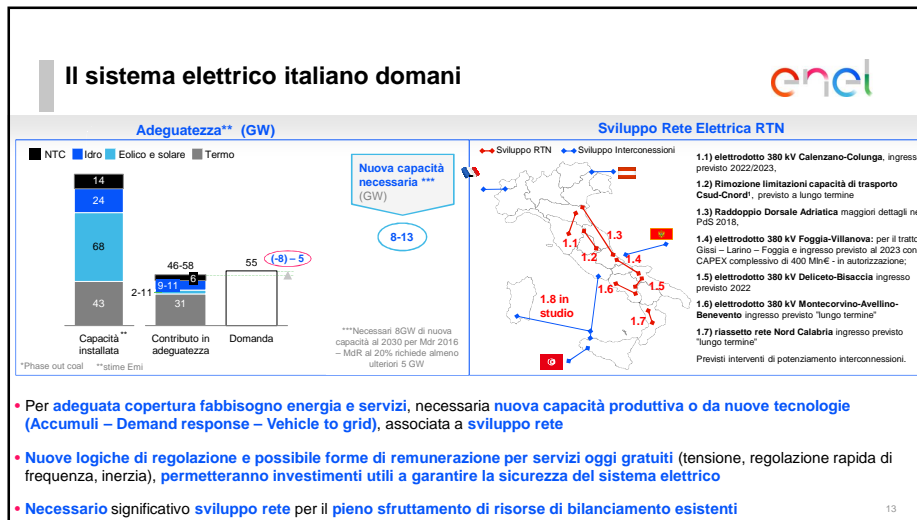 Il sistema elettrico italiano domani
enel
Adeguatezza** (GW)
NTC Idro Eolico e solare Termo
14
24
68
43
Capacità **
installata
46-58
6
9-11
2-11
31
Contributo in
adeguatezza
(-8) – 5
55
Domanda
*Phase out coal **stime Emi
Nuova capacità
necessaria ***
(GW)
8-13
***Necessari 8GW di nuova
capacità al 2030 per Mdr 2016
– MdR al 20% richiede almeno
ulteriori 5 GW
Sviluppo Rete Elettrica RTN
Sviluppo RTN Sviluppo Interconessioni
1.1
1.2
1.3
1.4
1.5
1.6
1.7
1.8 in
studio
1.1) elettrodotto 380 kV Calenzano-Colunga, ingress
previsto 2022/2023,
1.2) Rimozione limitazioni capacità di trasporto
Csud-Cnord¹, previsto a lungo termine
1.3) Raddoppio Dorsale Adriatica maggiori dettagli ne
PdS 2018,
1.4) elettrodotto 380 kV Foggia-Villanova: per il tratto
Gissi – Larino – Foggia e ingresso previsto al 2023 con
CAPEX complessivo di 400 Mln€ - in autorizzazione;
1.5) elettrodotto 380 kV Deliceto-Bisaccia ingresso
previsto 2022
1.6) elettrodotto 380 kV Montecorvino-Avellino-
Benevento ingresso previsto "lungo termine"
1.7) riassetto rete Nord Calabria ingresso previsto
"lungo termine"
Previsti interventi di potenziamento interconnessioni.
• Per adeguata copertura fabbisogno energia e servizi, necessaria nuova capacità produttiva o da nuove tecnologie
(Accumuli – Demand response – Vehicle to grid), associata a sviluppo rete
• Nuove logiche di regolazione e possibile forme di remunerazione per servizi oggi gratuiti (tensione, regolazione rapida di
frequenza, inerzia), permetteranno investimenti utili a garantire la sicurezza del sistema elettrico
• Necessario significativo sviluppo rete per il pieno sfruttamento di risorse di bilanciamento esistenti
13